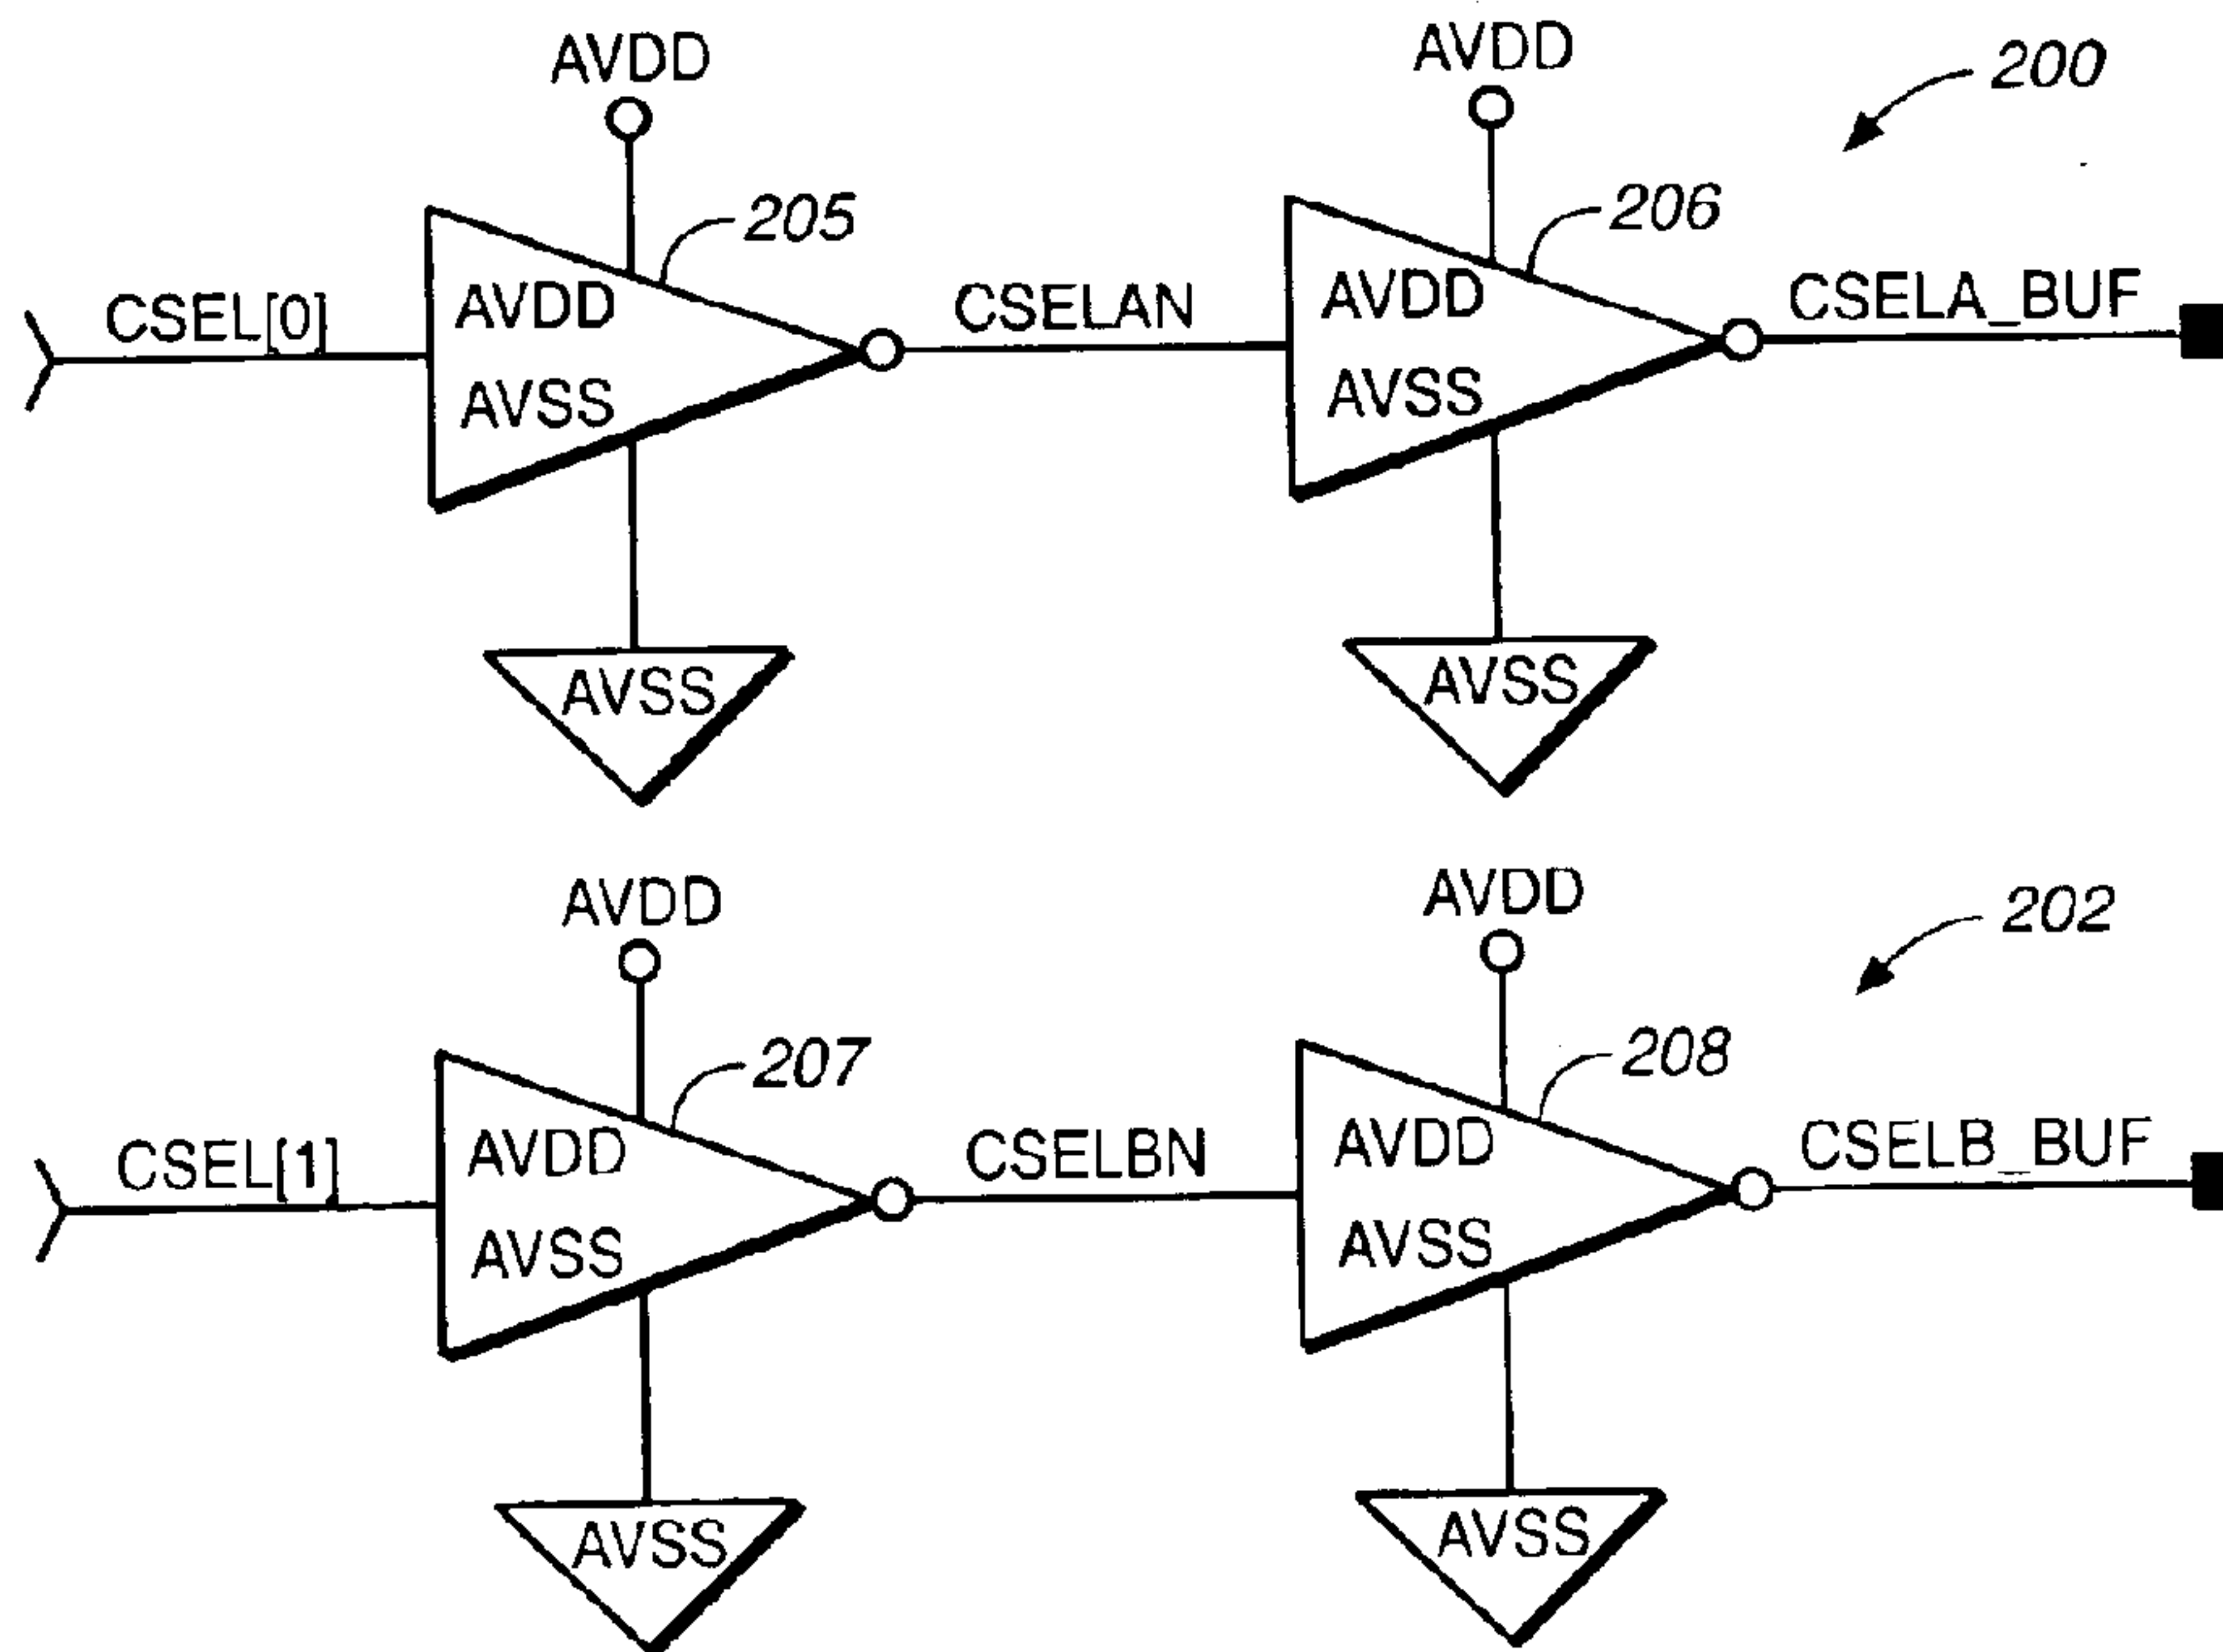 AVDD
AVDD
200
205
206
CSEL[0]
AVDD
CSELAN
AVDD
CSELA_BUF
AVSS
AVSS
AVSS
AVSS
AVDD
AVDD
202
207
208
CSEL[1]
AVDD
CSELBN
AVDD
CSELB_BUF
AVSS
AVSS
AVSS
AVSS